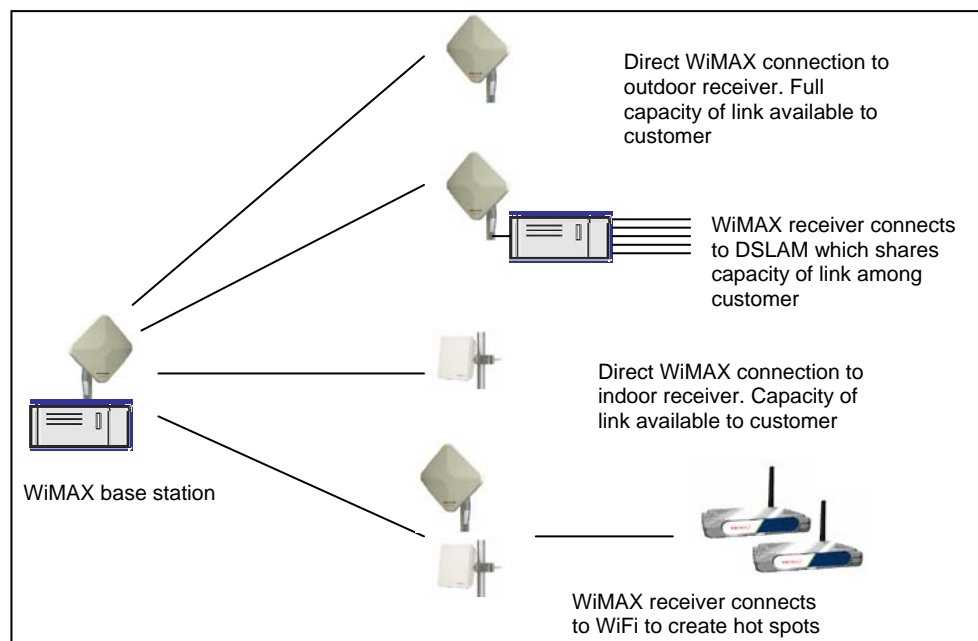 Direct WiMAX connection to
outdoor receiver. Full
capacity of link available to
customer
WiMAX receiver connects
to DSLAM which shares
capacity of link among
customer
Direct WiMAX connection to
indoor receiver. Capacity of
link available to customer
WiMAX base station
WiMAX receiver connects
to WiFi to create hot spots